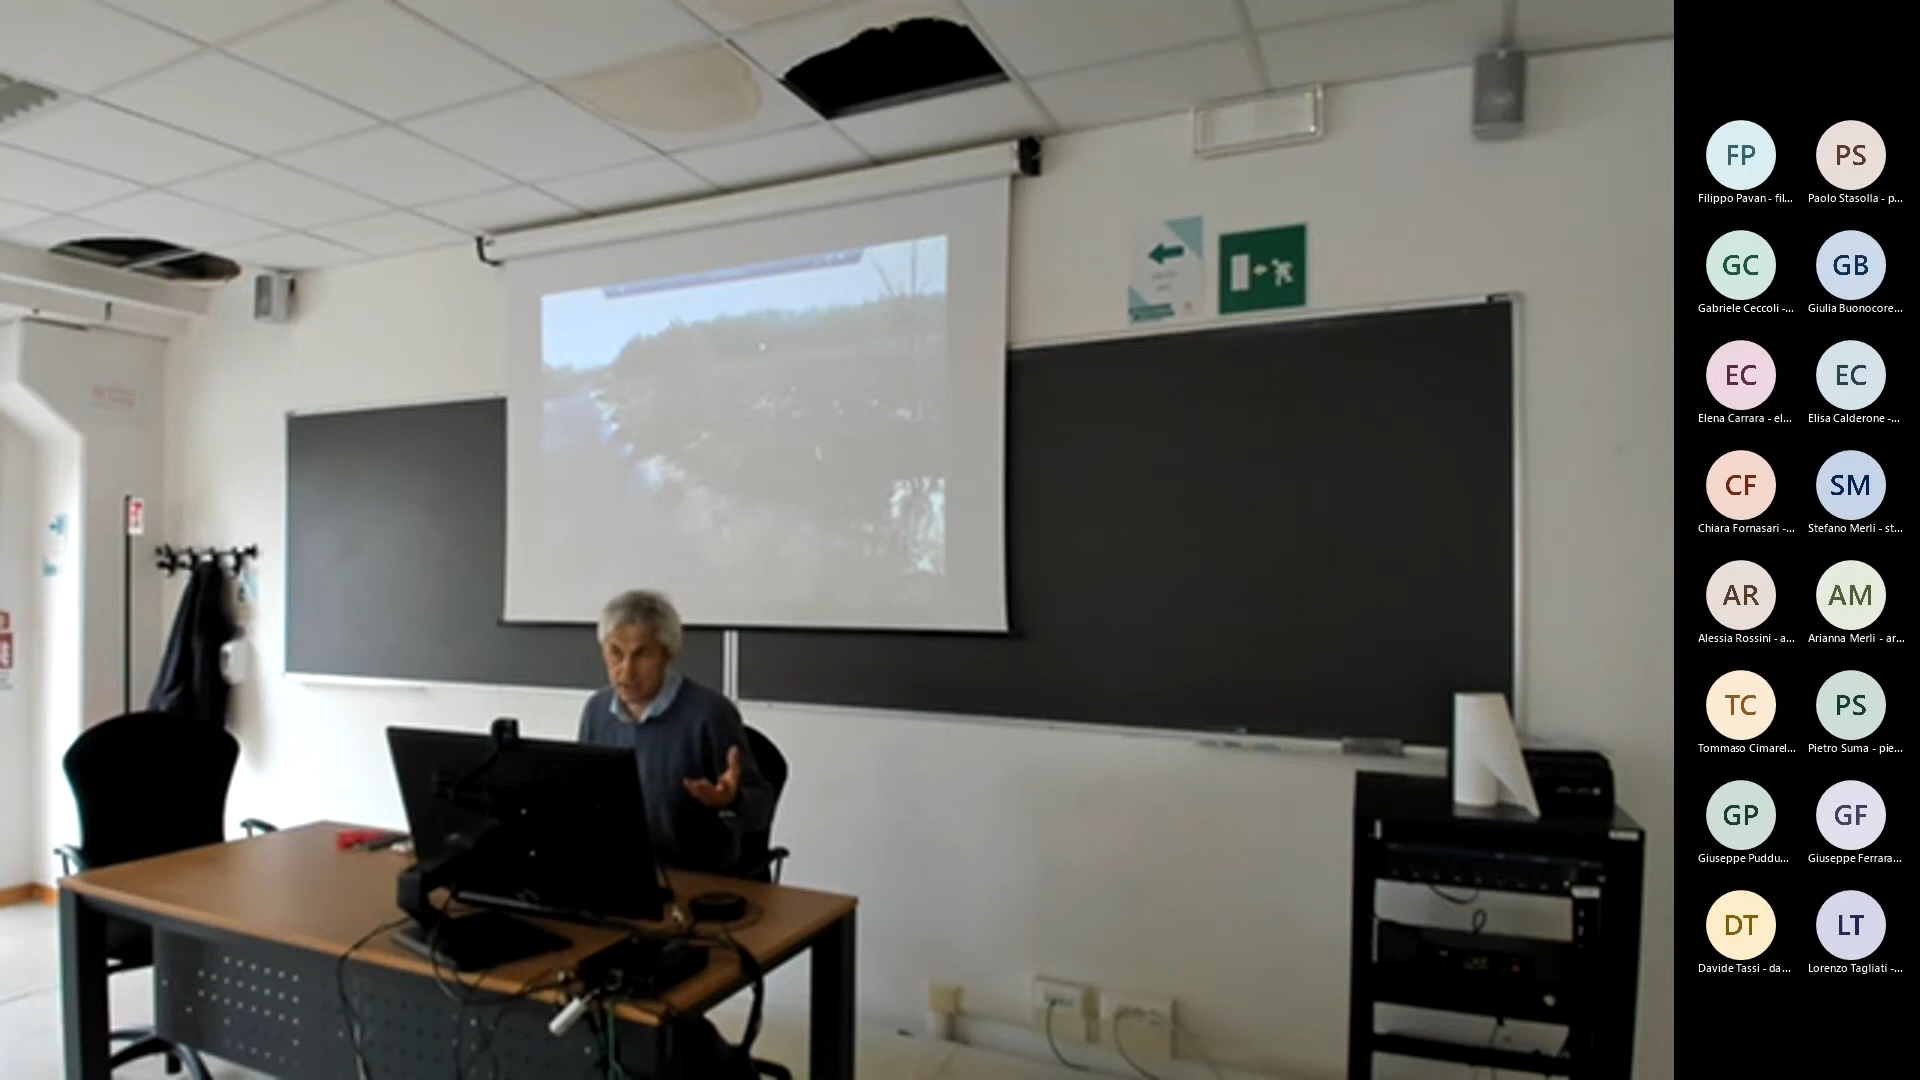 FP
PS
Filippo Pavan - fil...
Paolo Stasolla - p...
GC
GB
Gabriele Ceccoli -...
Giulia Buonocore...
EC
EC
Elena Carrara - el...
Elisa Calderone -...
CF
SM
Chiara Fornasari -...
Stefano Merli - st...
AR
AM
Alessia Rossini - a...
Arianna Merli - ar...
TC
PS
Tommaso Cimarel...
Pietro Suma - pie...
GP
GF
Giuseppe Puddu...
Giuseppe Ferrara...
DT
LT
Davide Tassi - da...
Lorenzo Tagliati -...